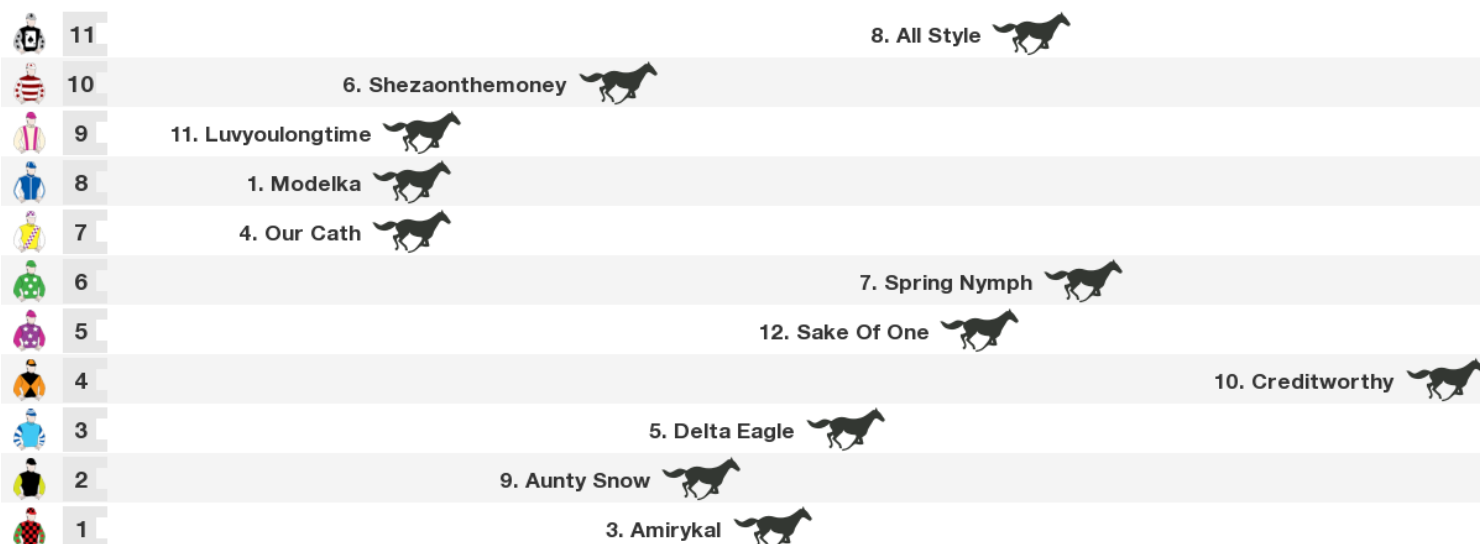 11 8. All Style
10 6. Shezaonthemoney
9 11. Luvyoulongtime
8 1. Modelka
7 4. Our Cath
6 7. Spring Nymph
5 12. Sake Of One
4 10. Creditworthy
3 5. Delta Eagle
2 9. Aunty Snow
1 3. Amirykal